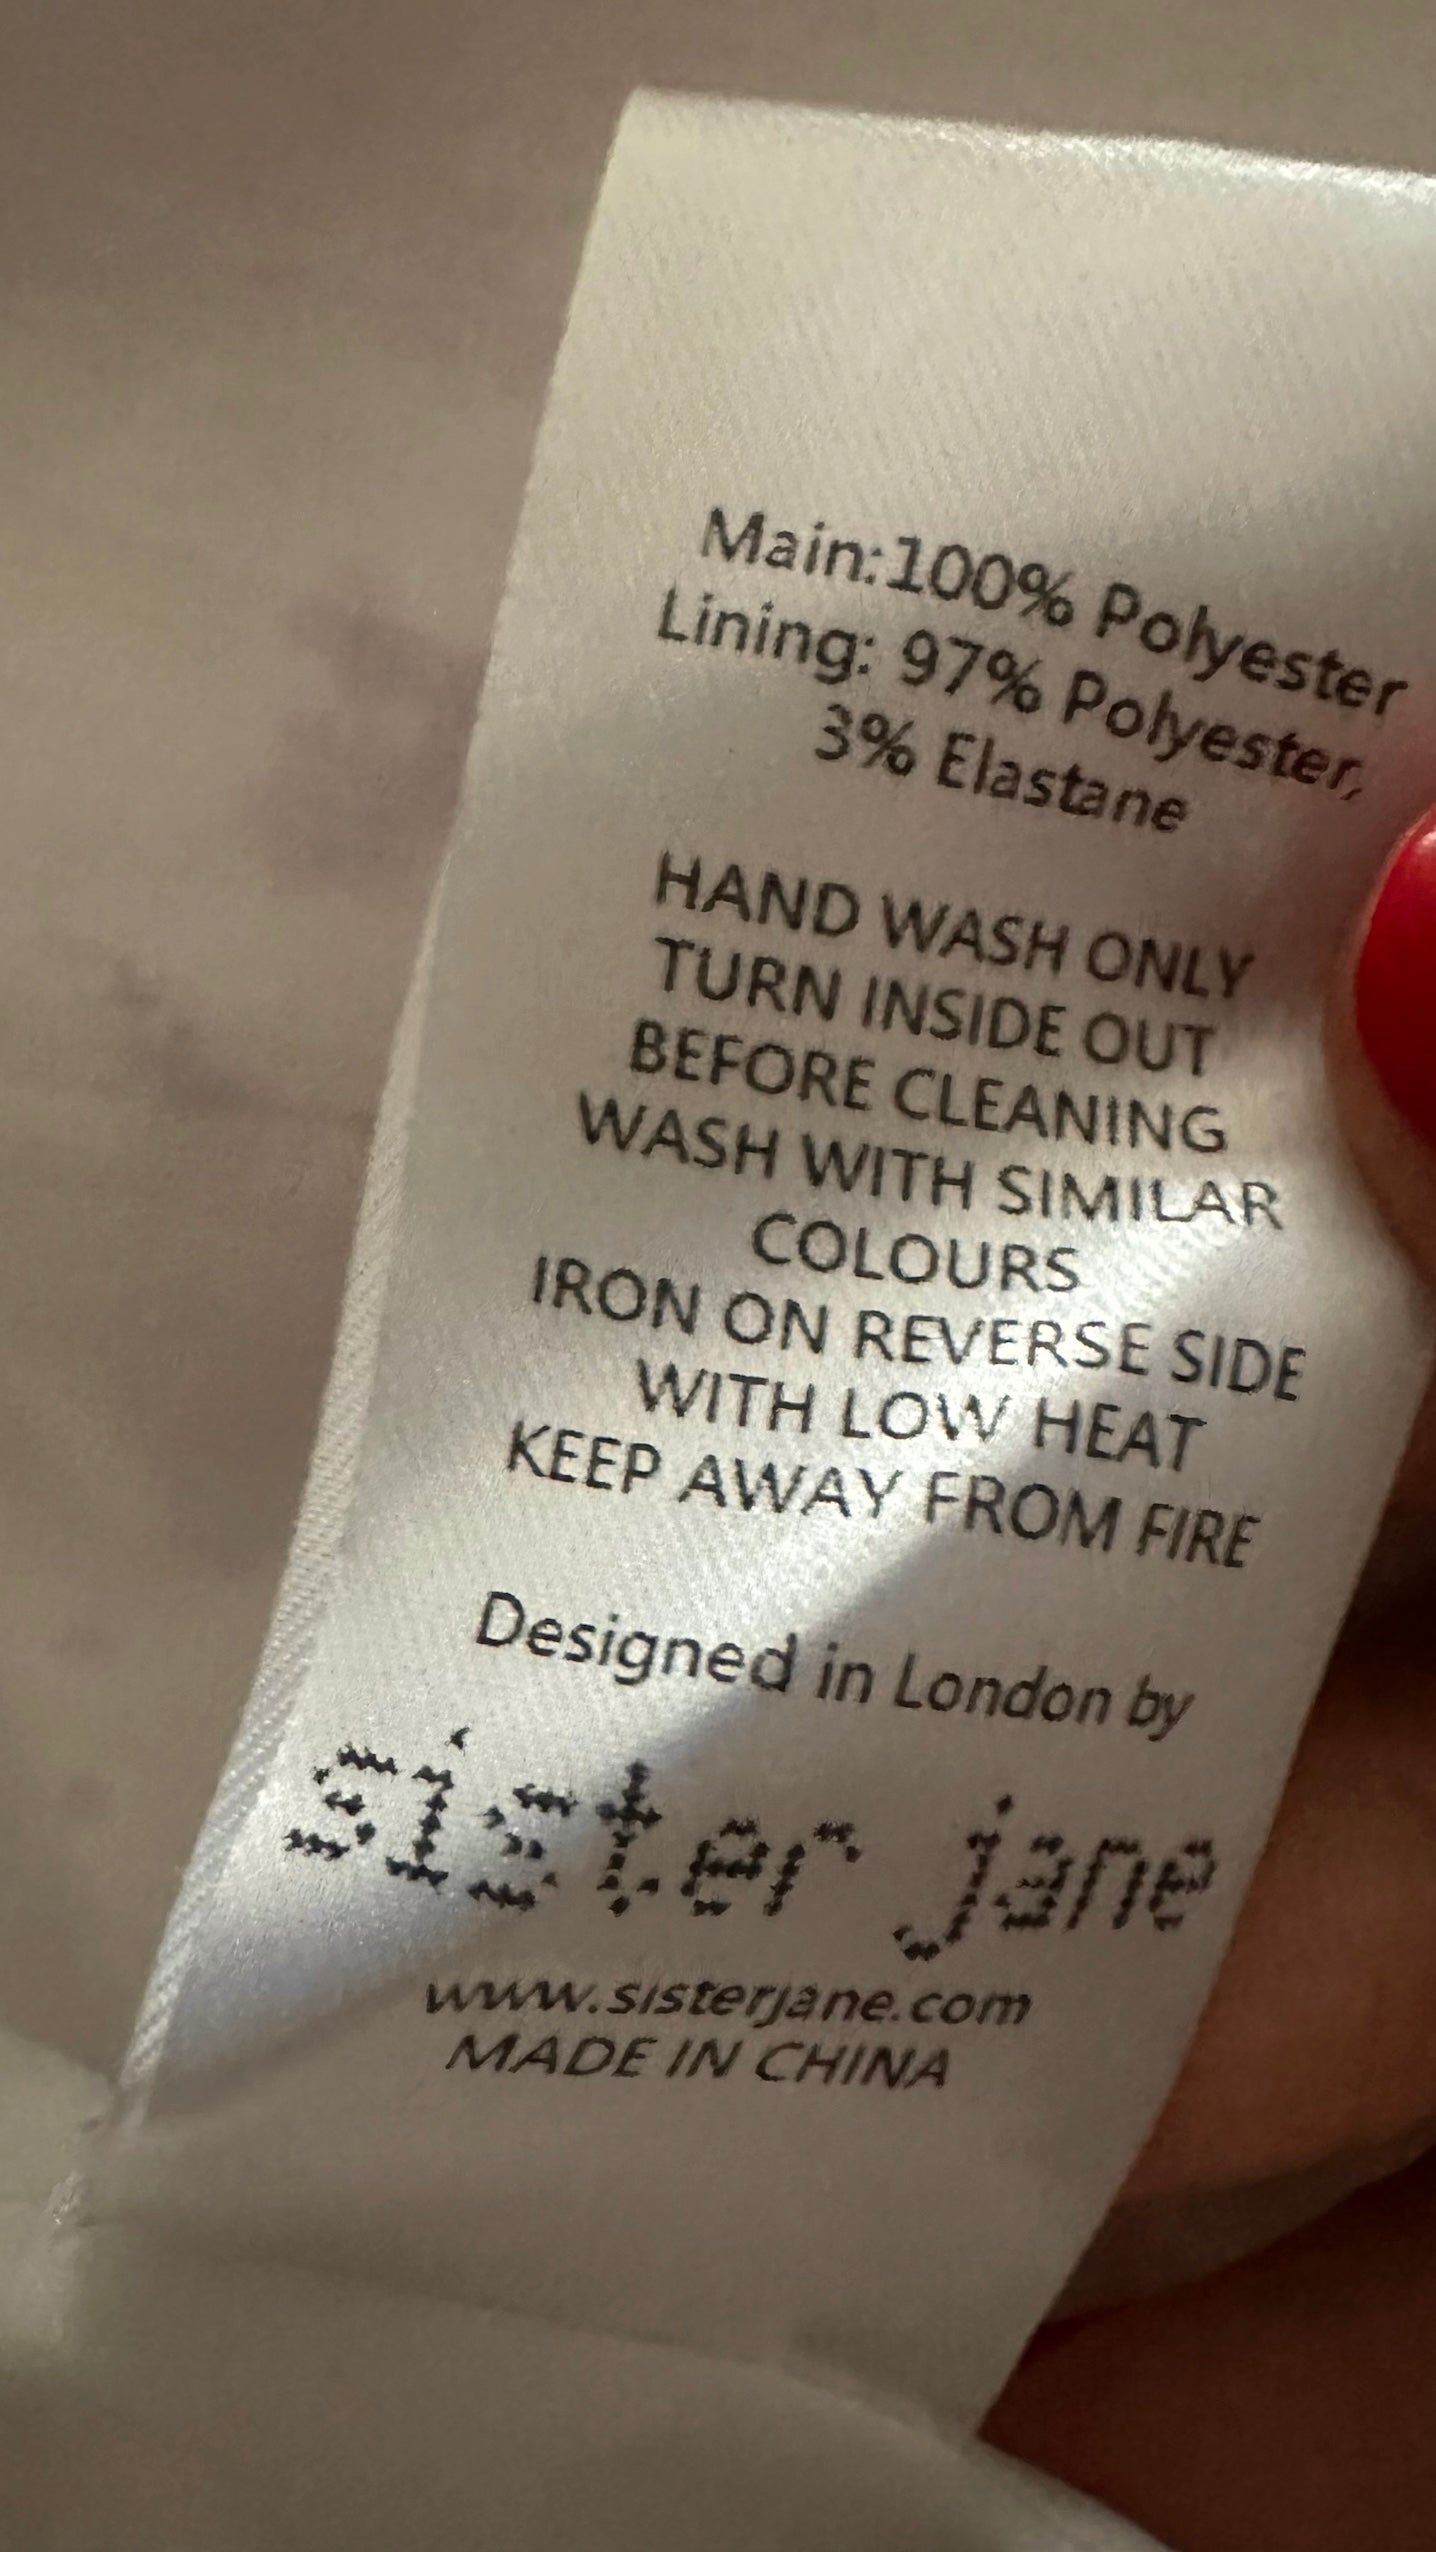 Main:100% Polyester
Lining: 97% Polyester,
3% Elastane
HAND WASH ONLY
TURN INSIDE OUT
BEFORE CLEANING
WASH WITH SIMILAR
COLOURS
IRON ON REVERSE SIDE
WITH LOW HEAT
KEEP AWAY FROM FIRE
Designed in London by
sister jane
www.sisterjane.com
MADE IN CHINA